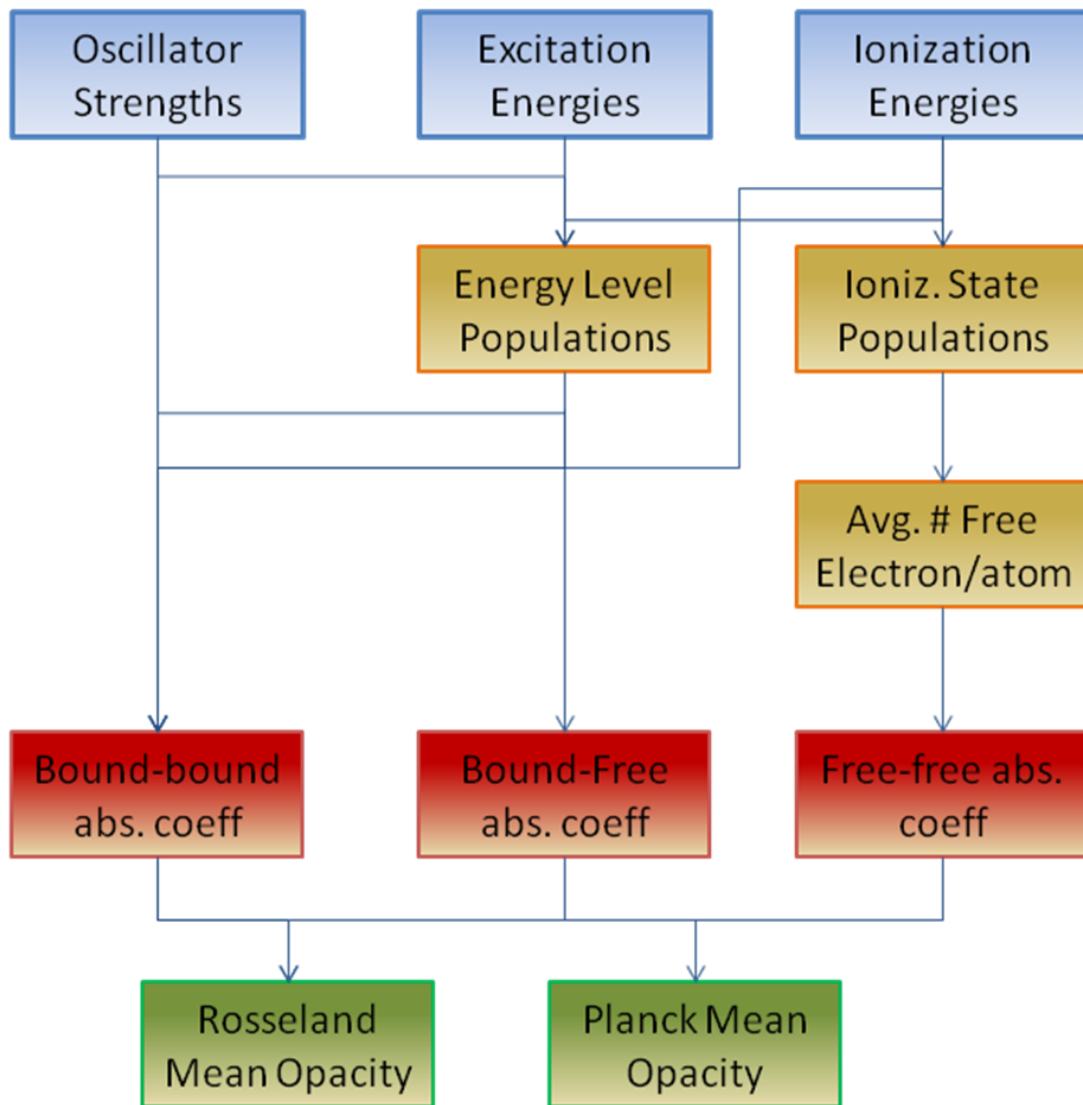 Oscillator
Strengths
Excitation
Energies
Ionization
Energies
Energy Level
Populations
Ioniz. State
Populations
Avg. # Free
Electron/atom
Bound-bound
abs. coeff
Bound-Free
abs. coeff
Free-free abs.
coeff
Rosseland
Mean Opacity
Planck Mean
Opacity